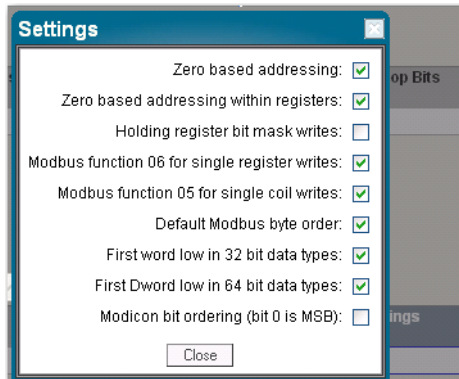 Settings
Zero based addressing:
op Bits
Zero based addressing within registers:
Holding register bit mask writes:
Modbus function 06 for single register writes:
Modbus function 05 for single coil writes:
Default Modbus byte order:
First word low in 32 bit data types:
First Dword low in 64 bit data types:
Modicon bit ordering (bit 0 is MSB):
ings
Close